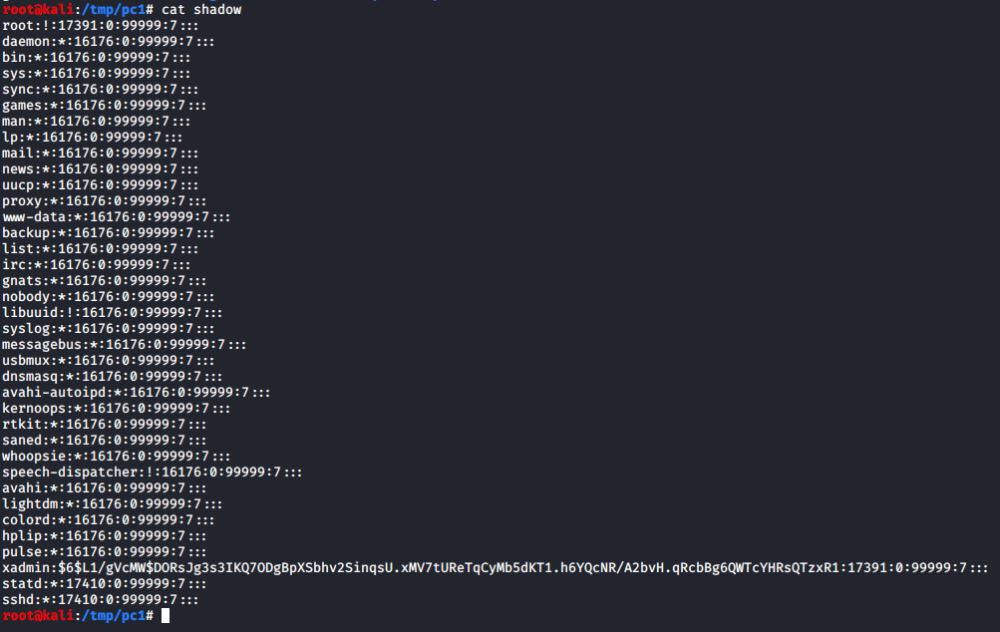 root@kali:/tmp/pc1# cat shadow
root:!:17391:0:99999:7:::
daemon:*:16176:0:99999:7:::
bin:*:16176:0:99999:7:::
sys:*:16176:0:99999:7:::
sync:*:16176:0:99999:7:::
games:*:16176:0:99999:7:::
man:*:16176:0:99999:7:::
lp:*:16176:0:99999:7:::
mail:*:16176:0:99999:7:::
news:*:16176:0:99999:7:::
uucp:*:16176:0:99999:7:::
proxy:*:16176:0:99999:7:::
www-data:*:16176:0:99999:7:::
backup:*:16176:0:99999:7:::
list:*:16176:0:99999:7:::
irc:*:16176:0:99999:7:::
gnats:*:16176:0:99999:7:::
nobody:*:16176:0:99999:7:::
libuuid:!:16176:0:99999:7:::
syslog:*:16176:0:99999:7:::
messagebus:*:16176:0:99999:7:::
usbmux:*:16176:0:99999:7:::
dnsmasq:*:16176:0:99999:7:::
avahi-autoipd:*:16176:0:99999:7:::
kernoops:*:16176:0:99999:7:::
rtkit:*:16176:0:99999:7:::
saned:*:16176:0:99999:7:::
whoopsie:*:16176:0:99999:7:::
speech-dispatcher:!:16176:0:99999:7:::
avahi:*:16176:0:99999:7:::
lightdm:*:16176:0:99999:7:::
colord:*:16176:0:99999:7:::
hplip:*:16176:0:99999:7:::
pulse:*:16176:0:99999:7:::
xadmin:$6$L1/gVcMW$DORsJg3s3IKQ7ODgBpXSbhv2SinqsU.xMV7tUReTqCyMb5dKT1.h6YQcNR/A2bvH.qRcbBg6QWTcYHRsQTzxR1:17391:0:99999:7:::
statd:*:17410:0:99999:7:::
sshd:*:17410:0:99999:7:::
root@kali:/tmp/pc1#